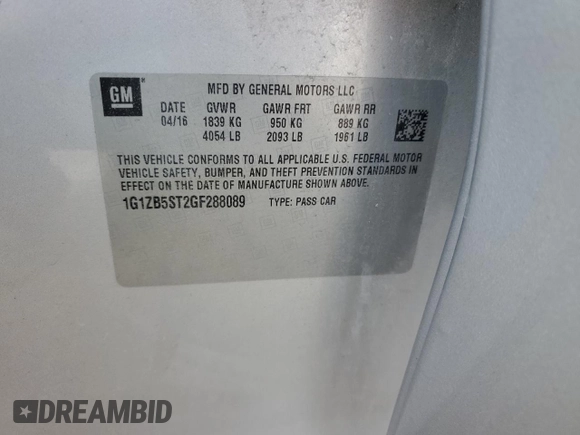 GM
MFD BY GENERAL MOTORS LLC
DATE GVWR GAWR FRT GAWR RR
04/16 1839 KG 950 KG 889 KG
4054 LB 2093 LB 1961 LB
THIS VEHICLE CONFORMS TO ALL APPLICABLE U.S. FEDERAL MOTOR
VEHICLE SAFETY, BUMPER, AND THEFT PREVENTION STANDARDS IN
EFFECT ON THE DATE OF MANUFACTURE SHOWN ABOVE.
1G1ZB5ST2GF288089 TYPE: PASS CAR
DREAMBID